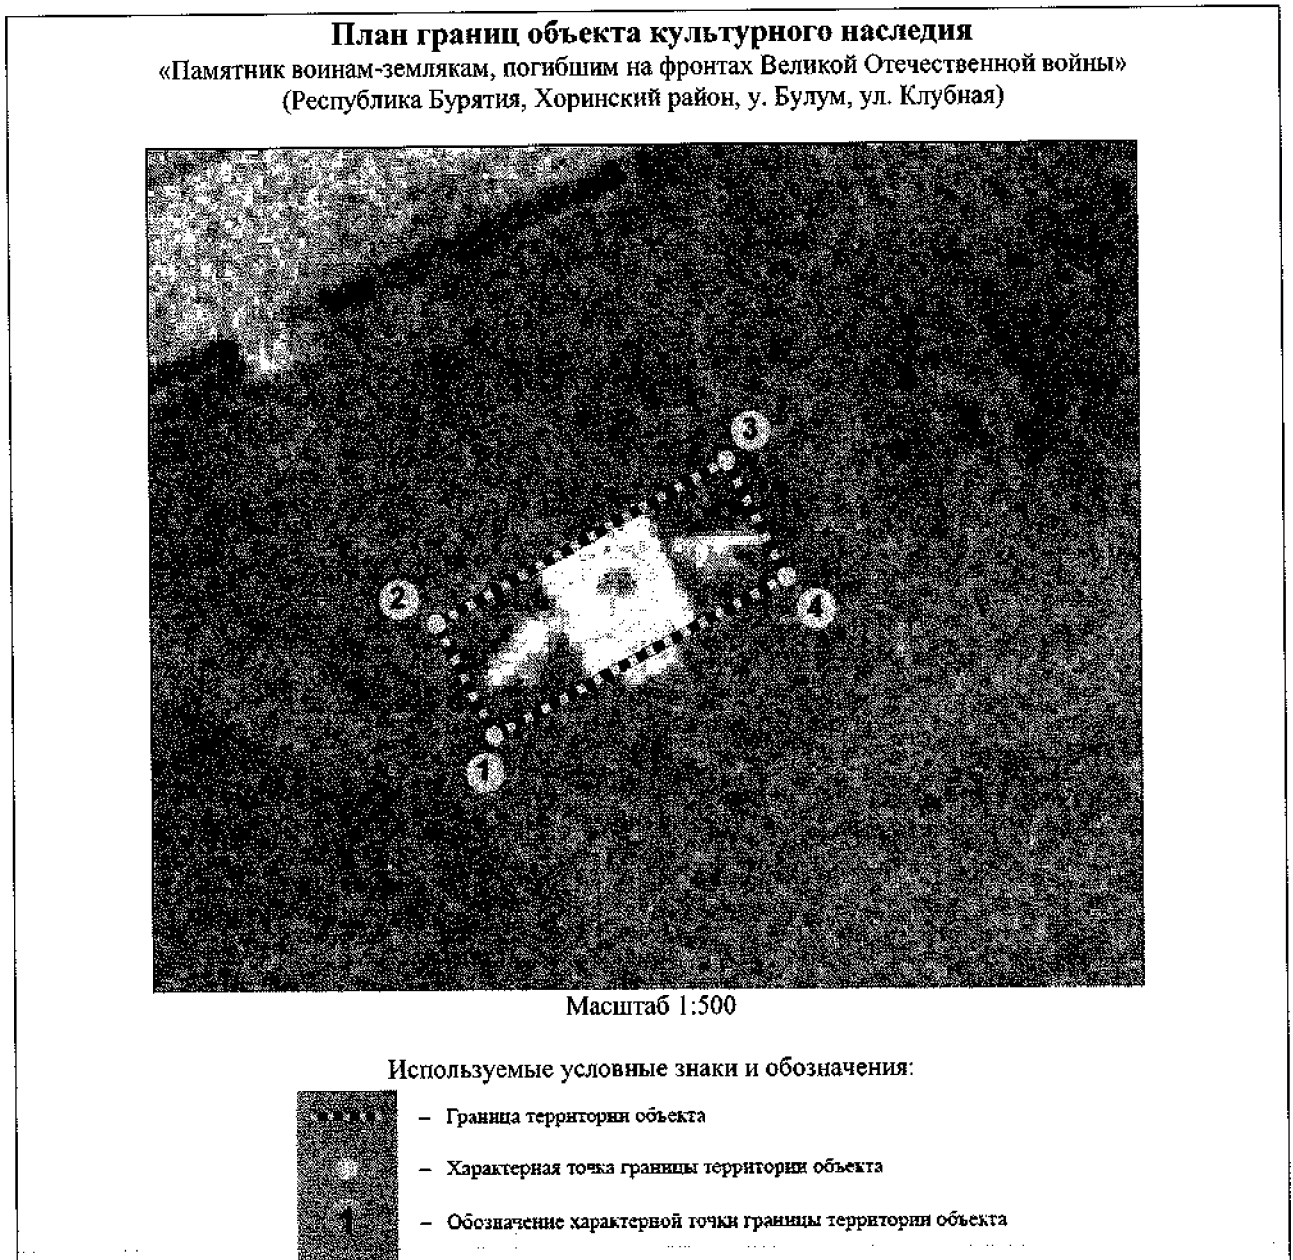 План границ объекта культурного наследия
«Памятник воинам-землякам, погибшим на фронтах Великой Отечественной войны»
(Республика Бурятия, Хоринский район, у. Булум, ул. Клубная)
3
2
4
1
Масштаб 1:500
Используемые условные знаки и обозначения:
– Граница территории объекта
– Характерная точка границы территории объекта
1 – Обозначение характерной точки границы территории объекта